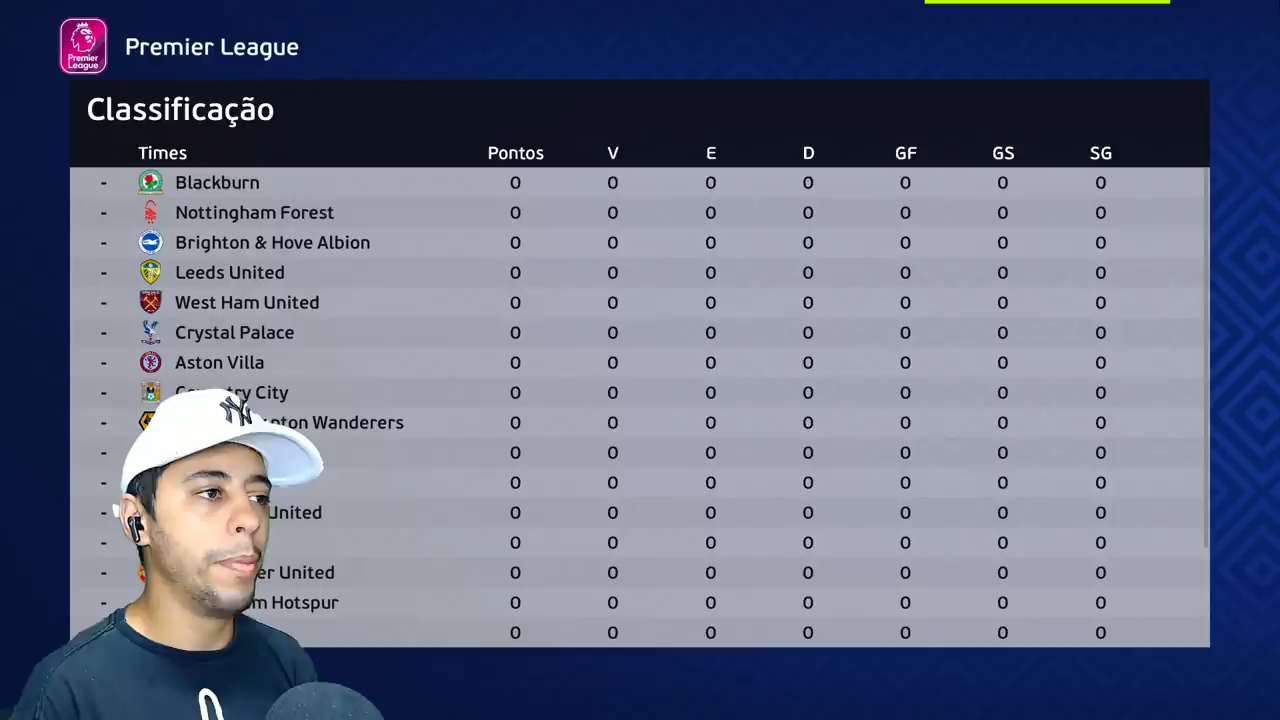 Premier League
Premier League
Classificação
Times Pontos V E D GF GS SG
- Blackburn 0 0 0 0 0 0 0
- Nottingham Forest 0 0 0 0 0 0 0
- Brighton & Hove Albion 0 0 0 0 0 0 0
- Leeds United 0 0 0 0 0 0 0
- West Ham United 0 0 0 0 0 0 0
- Crystal Palace 0 0 0 0 0 0 0
- Aston Villa 0 0 0 0 0 0 0
- Coventry City 0 0 0 0 0 0 0
- Wanderers 0 0 0 0 0 0 0
- 0 0 0 0 0 0 0
- 0 0 0 0 0 0 0
- United 0 0 0 0 0 0 0
- 0 0 0 0 0 0 0
- United 0 0 0 0 0 0 0
- Hotspur 0 0 0 0 0 0 0
0 0 0 0 0 0 0
NY